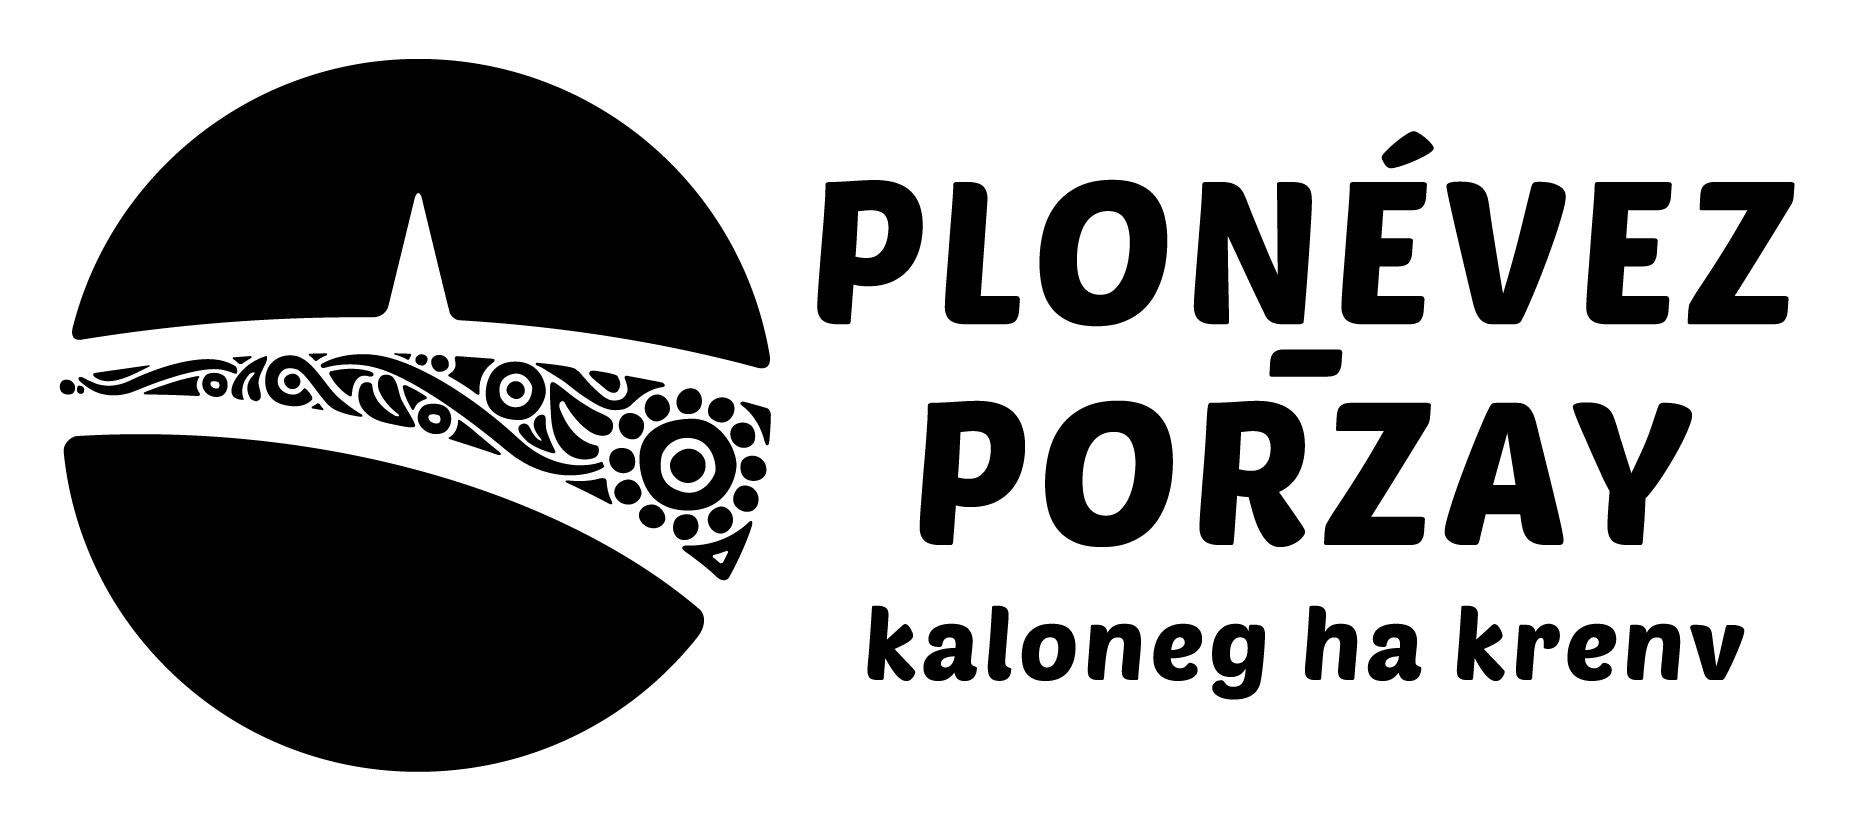 PLONÉVEZ
-
PORZAY
kaloneg ha krenv